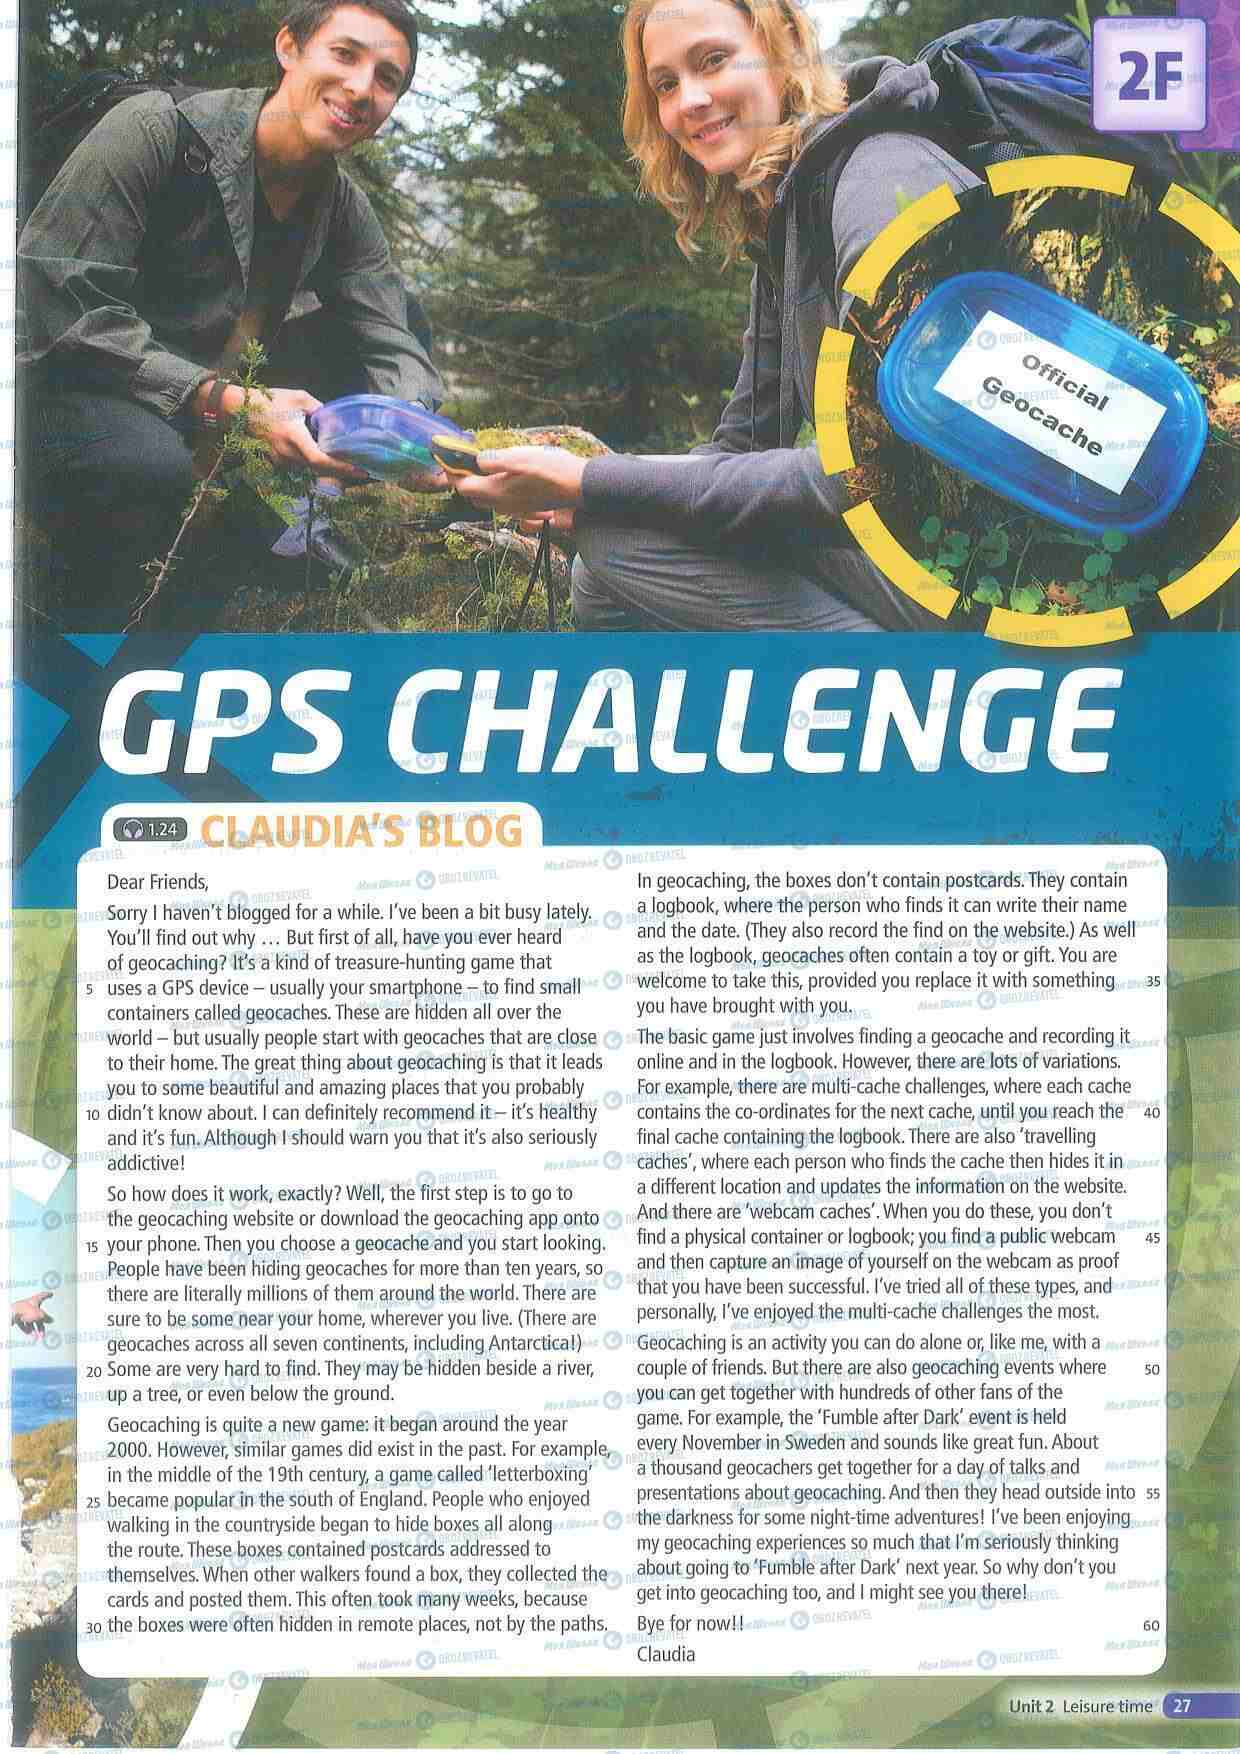 2F
Official
Geocache
GPS CHALLENGE
1.24 CLAUDIA'S BLOG
Dear Friends,
Sorry I haven't blogged for a while. I've been a bit busy lately.
You'll find out why … But first of all, have you ever heard
of geocaching? It's a kind of treasure-hunting game that
5 uses a GPS device – usually your smartphone – to find small
containers called geocaches. These are hidden all over the
world – but usually people start with geocaches that are close
to their home. The great thing about geocaching is that it leads
you to some beautiful and amazing places that you probably
10 didn't know about. I can definitely recommend it – it's healthy
and it's fun. Although I should warn you that it's also seriously
addictive!
So how does it work, exactly? Well, the first step is to go to
the geocaching website or download the geocaching app onto
15 your phone. Then you choose a geocache and you start looking.
People have been hiding geocaches for more than ten years, so
there are literally millions of them around the world. There are
sure to be some near your home, wherever you live. (There are
geocaches across all seven continents, including Antarctica!)
20 Some are very hard to find. They may be hidden beside a river,
up a tree, or even below the ground.
Geocaching is quite a new game: it began around the year
2000. However, similar games did exist in the past. For example,
in the middle of the 19th century, a game called 'letterboxing'
25 became popular in the south of England. People who enjoyed
walking in the countryside began to hide boxes all along
the route. These boxes contained postcards addressed to
themselves. When other walkers found a box, they collected the
cards and posted them. This often took many weeks, because
30 the boxes were often hidden in remote places, not by the paths.
In geocaching, the boxes don't contain postcards. They contain
a logbook, where the person who finds it can write their name
and the date. (They also record the find on the website.) As well
as the logbook, geocaches often contain a toy or gift. You are
welcome to take this, provided you replace it with something 35
you have brought with you.
The basic game just involves finding a geocache and recording it
online and in the logbook. However, there are lots of variations.
For example, there are multi-cache challenges, where each cache
contains the co-ordinates for the next cache, until you reach the 40
final cache containing the logbook. There are also 'travelling
caches', where each person who finds the cache then hides it in
a different location and updates the information on the website.
And there are 'webcam caches'. When you do these, you don't
find a physical container or logbook; you find a public webcam 45
and then capture an image of yourself on the webcam as proof
that you have been successful. I've tried all of these types, and
personally, I've enjoyed the multi-cache challenges the most.
Geocaching is an activity you can do alone or, like me, with a
couple of friends. But there are also geocaching events where 50
you can get together with hundreds of other fans of the
game. For example, the 'Fumble after Dark' event is held
every November in Sweden and sounds like great fun. About
a thousand geocachers get together for a day of talks and
presentations about geocaching. And then they head outside into 55
the darkness for some night-time adventures! I've been enjoying
my geocaching experiences so much that I'm seriously thinking
about going to 'Fumble after Dark' next year. So why don't you
get into geocaching too, and I might see you there!
Bye for now!! 60
Claudia
Unit 2 Leisure time 27